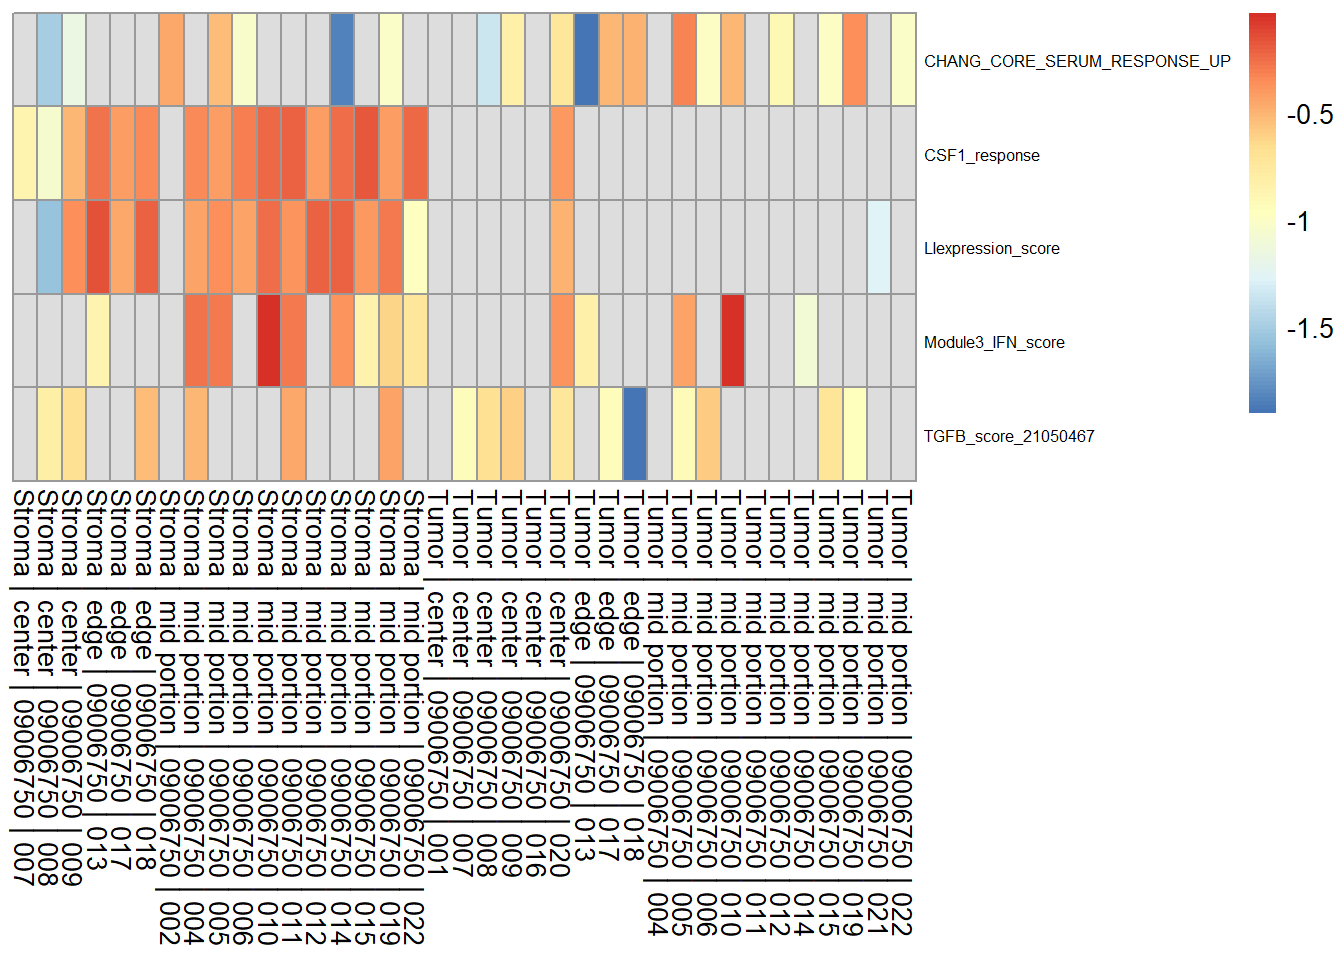 CHANG_CORE_SERUM_RESPONSE_UP
CSF1_response
LIexpression_score
Module3_IFN_score
TGFB_score_21050467
-0.5
-1
-1.5
Stroma | center | 09006750 | 007
Stroma | center | 09006750 | 008
Stroma | center | 09006750 | 009
Stroma | edge | 09006750 | 013
Stroma | edge | 09006750 | 017
Stroma | edge | 09006750 | 018
Stroma | mid portion | 09006750 | 002
Stroma | mid portion | 09006750 | 004
Stroma | mid portion | 09006750 | 005
Stroma | mid portion | 09006750 | 006
Stroma | mid portion | 09006750 | 010
Stroma | mid portion | 09006750 | 011
Stroma | mid portion | 09006750 | 012
Stroma | mid portion | 09006750 | 014
Stroma | mid portion | 09006750 | 015
Stroma | mid portion | 09006750 | 019
Stroma | mid portion | 09006750 | 022
Tumor | center | 09006750 | 001
Tumor | center | 09006750 | 007
Tumor | center | 09006750 | 008
Tumor | center | 09006750 | 009
Tumor | center | 09006750 | 016
Tumor | center | 09006750 | 020
Tumor | edge | 09006750 | 013
Tumor | edge | 09006750 | 017
Tumor | edge | 09006750 | 018
Tumor | mid portion | 09006750 | 004
Tumor | mid portion | 09006750 | 005
Tumor | mid portion | 09006750 | 006
Tumor | mid portion | 09006750 | 010
Tumor | mid portion | 09006750 | 011
Tumor | mid portion | 09006750 | 012
Tumor | mid portion | 09006750 | 014
Tumor | mid portion | 09006750 | 015
Tumor | mid portion | 09006750 | 019
Tumor | mid portion | 09006750 | 021
Tumor | mid portion | 09006750 | 022